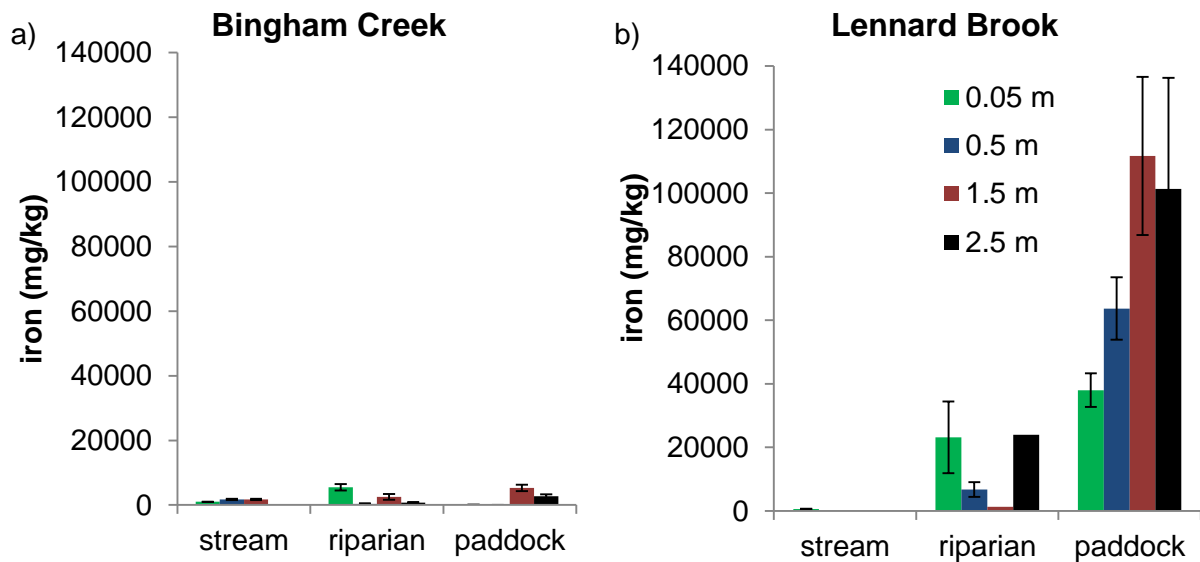 a)
Bingham Creek
iron (mg/kg)
140000
120000
100000
80000
60000
40000
20000
0
stream riparian paddock
b)
Lennard Brook
iron (mg/kg)
140000
120000
100000
80000
60000
40000
20000
0
0.05 m
0.5 m
1.5 m
2.5 m
stream riparian paddock